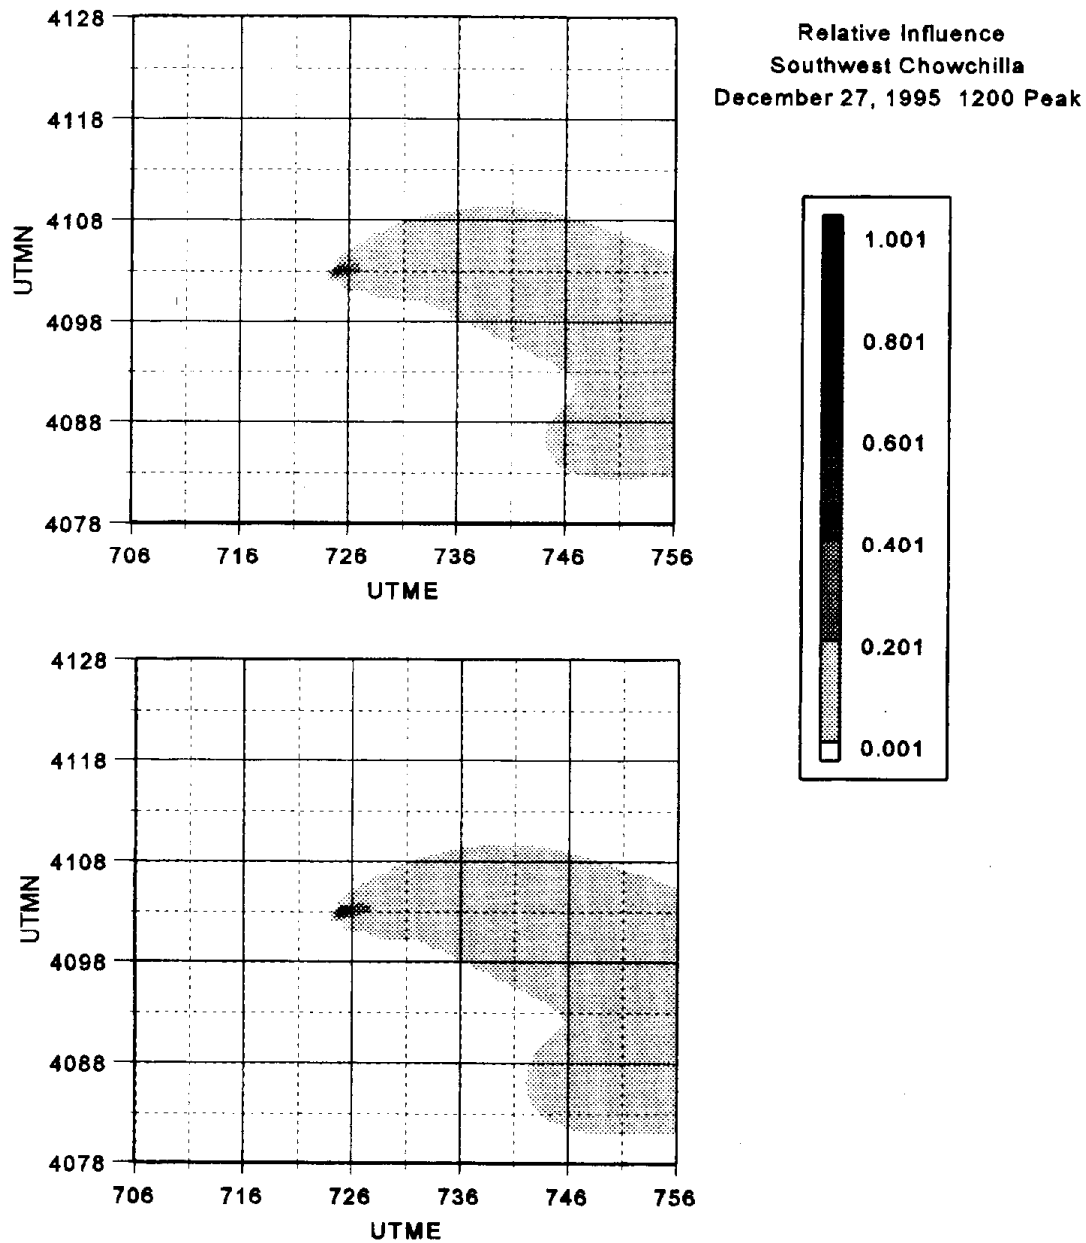 Relative Influence
Southwest Chowchilla
December 27, 1995 1200 Peak
4128
4118
4108
4098
4088
4078
UTMN
706 716 726 736 746 756
UTME
1.001
0.801
0.601
0.401
0.201
0.001
4128
4118
4108
4098
4088
4078
UTMN
706 716 726 736 746 756
UTME